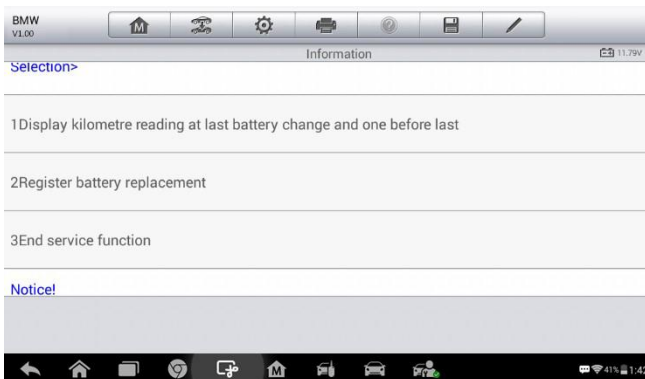 BMW
V1.00
Information
11.79V
Selection>
1Display kilometre reading at last battery change and one before last
2Register battery replacement
3End service function
Notice!
M
41%